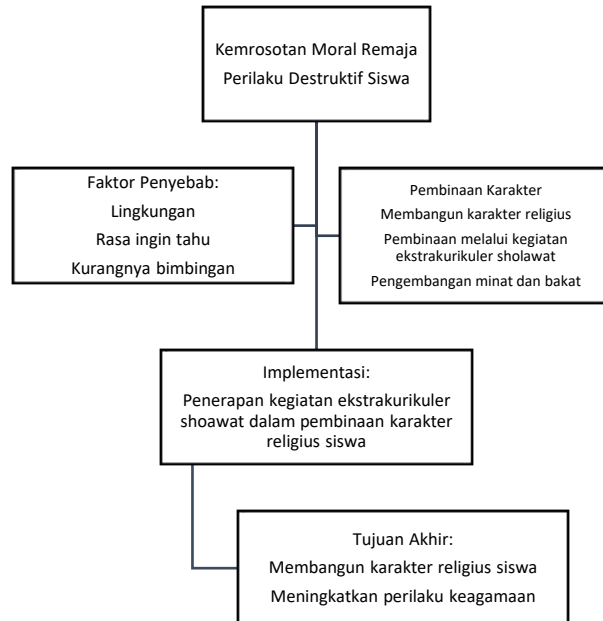 Kemrosotan Moral Remaja
Perilaku Destruktif Siswa
Faktor Penyebab:
Lingkungan
Rasa ingin tahu
Kurangnya bimbingan
Pembinaan Karakter
Membangun karakter religius
Pembinaan melalui kegiatan
ekstrakurikuler sholawat
Pengembangan minat dan bakat
Implementasi:
Penerapan kegiatan ekstrakurikuler
shoawat dalam pembinaan karakter
religius siswa
Tujuan Akhir:
Membangun karakter religius siswa
Meningkatkan perilaku keagamaan